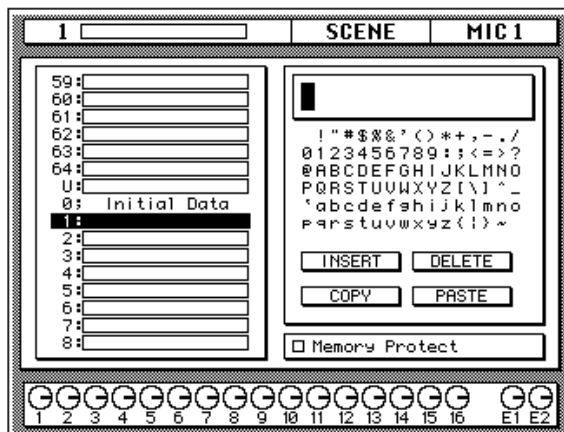 1 SCENE MIC 1
59:
60:
61:
62:
63:
64:
U:
0; Initial Data
1:
2:
3:
4:
5:
6:
7:
8:
!"#$%&'()*+,-./
0123456789:;<=>?
@ABCDEFGHIJKLMNO
PQRSTUVWXYZ[\]^_
`abcdefghijklmno
pqrstuvwxyz{|}~
INSERT DELETE
COPY PASTE
Memory Protect
1 2 3 4 5 6 7 8 9 10 11 12 13 14 15 16 E1 E2